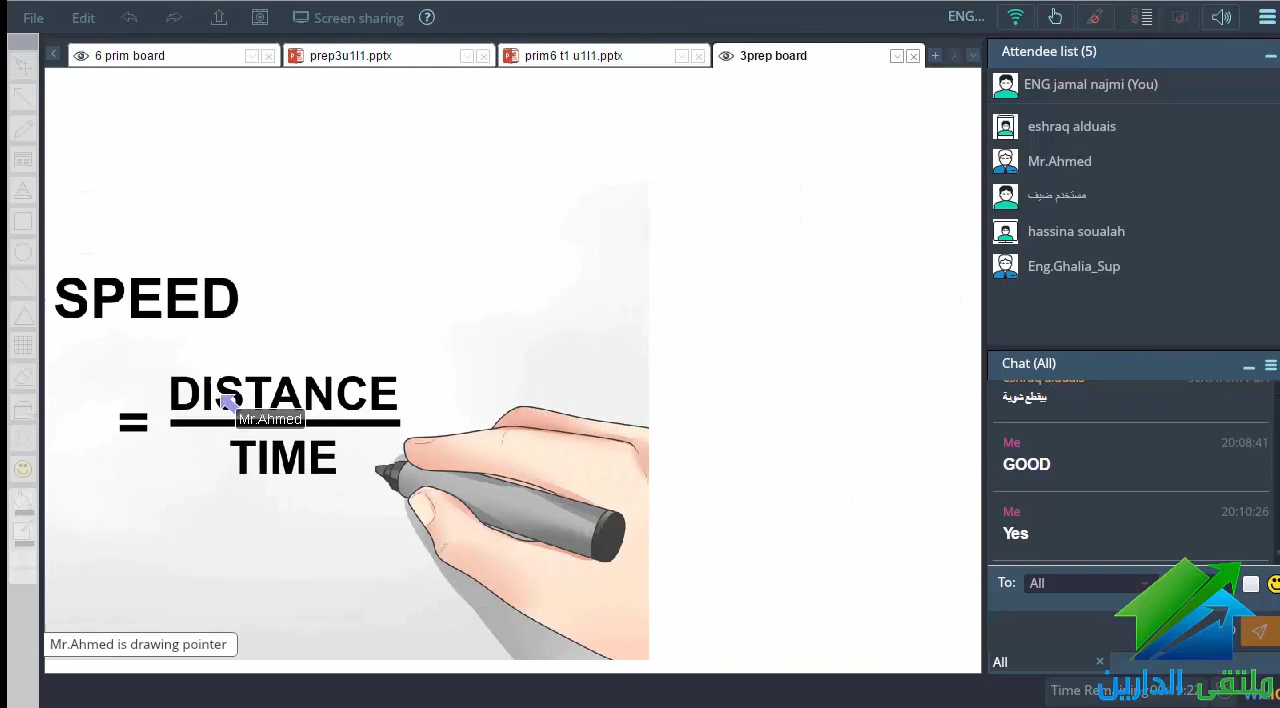 File Edit Screen sharing ? ENG...
6 prim board prep3u1l1.pptx prim6 t1 u1l1.pptx 3prep board
SPEED
= DISTANCE
TIME
Mr.Ahmed
Mr.Ahmed is drawing pointer
Attendee list (5)
ENG jamal najmi (You)
eshraq alduais
Mr.Ahmed
مستخدم ضيف
hassina soualah
Eng.Ghalia_Sup
Chat (All)
eshraq alduais
بيقطع شوية
Me 20:08:41
GOOD
Me 20:10:26
Yes
To: All
All
Time
ملتقى الدارين